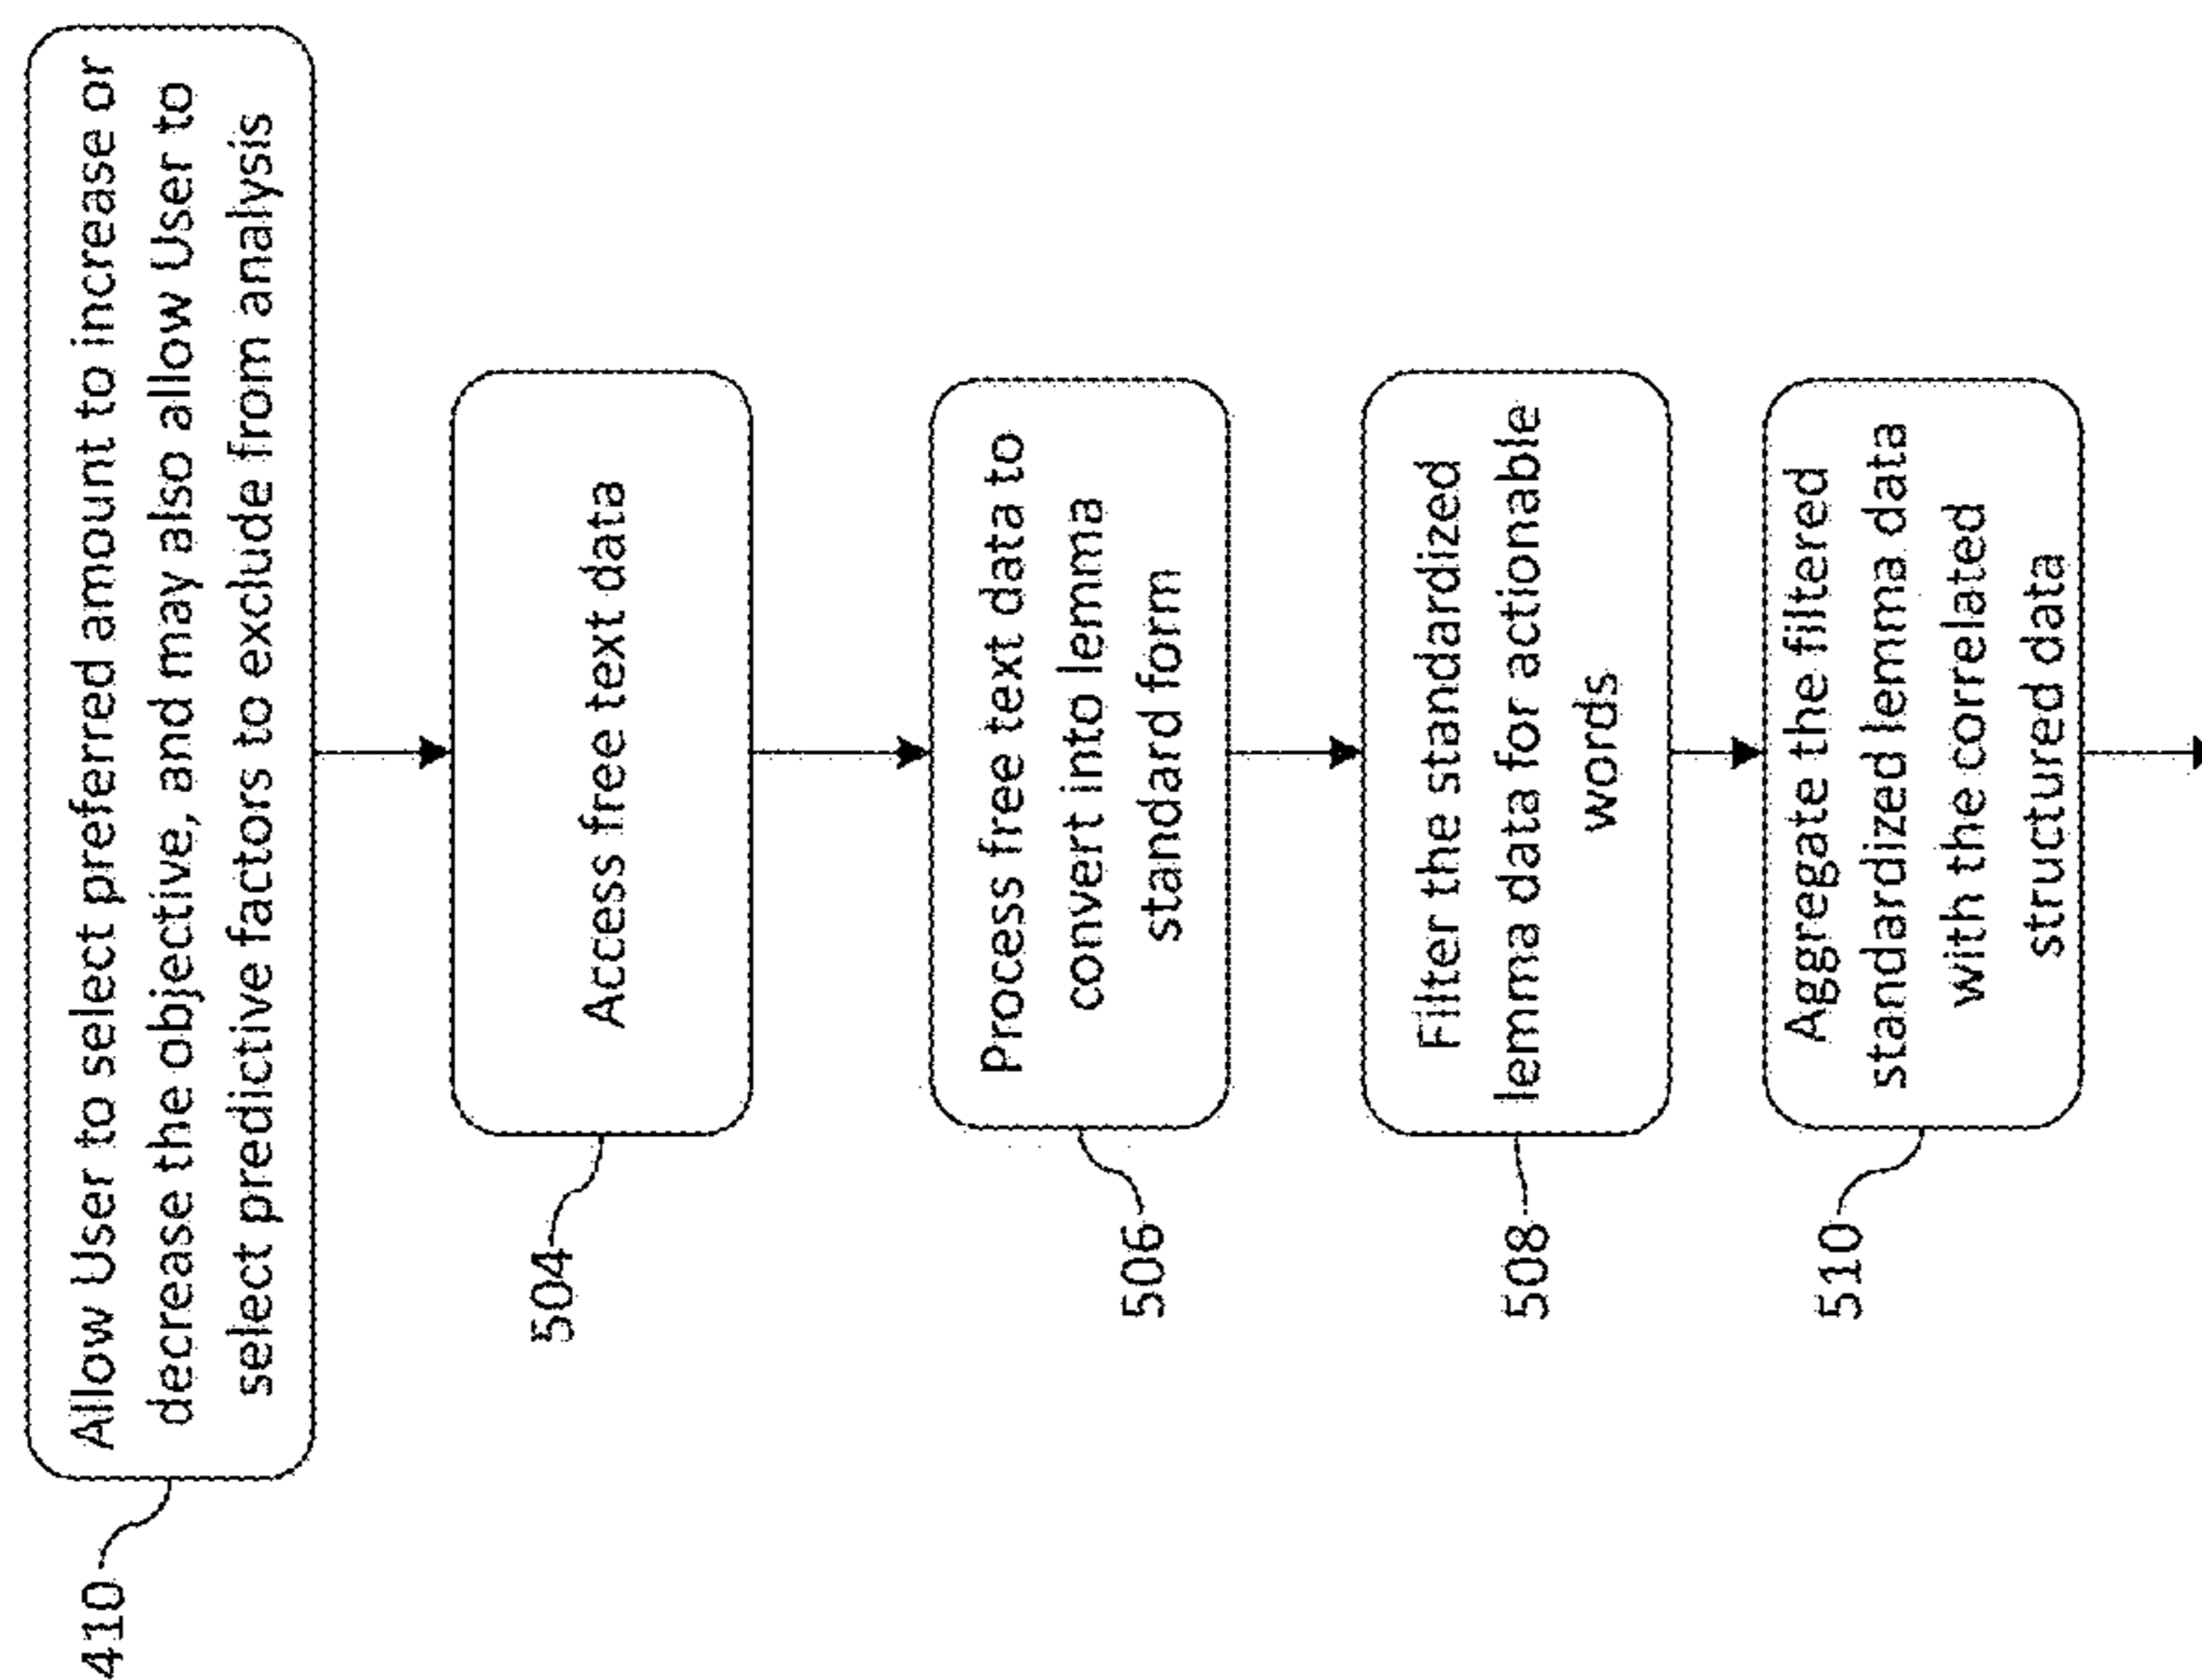 410
Allow User to select preferred amount to increase or
decrease the objective, and may also allow User to
select predictive factors to exclude from analysis
504
Access free text data
506
Process free text data to
convert into lemma
standard form
508
Filter the standardized
lemma data for actionable
words
510
Aggregate the filtered
standardized lemma data
with the correlated
structured data